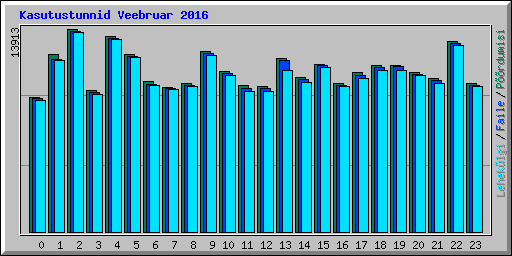 Kasutustunnid Veebruar 2016
13913
0 1 2 3 4 5 6 7 8 9 10 11 12 13 14 15 16 17 18 19 20 21 22 23
Lehekülgi / Faile / Pöördumisi